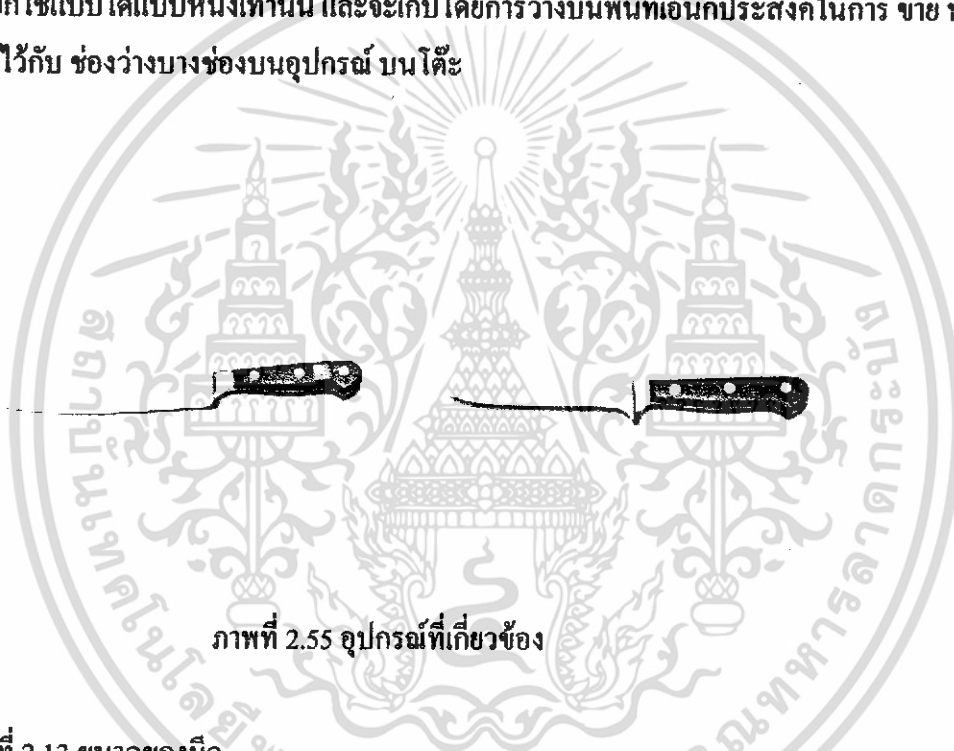 ใช้แบบใดแบบหนึ่งเท่านั้น และจะเก็บโดยการวางบนพื้นที่เอนกประสงค์ในการ ขาย
ไว้กับ ช่องว่างบางช่องบนอุปกรณ์ บนโต๊ะ
ภาพที่ 2.55 อุปกรณ์ที่เกี่ยวข้อง
ที่ 2.13 ขนาดของมีด